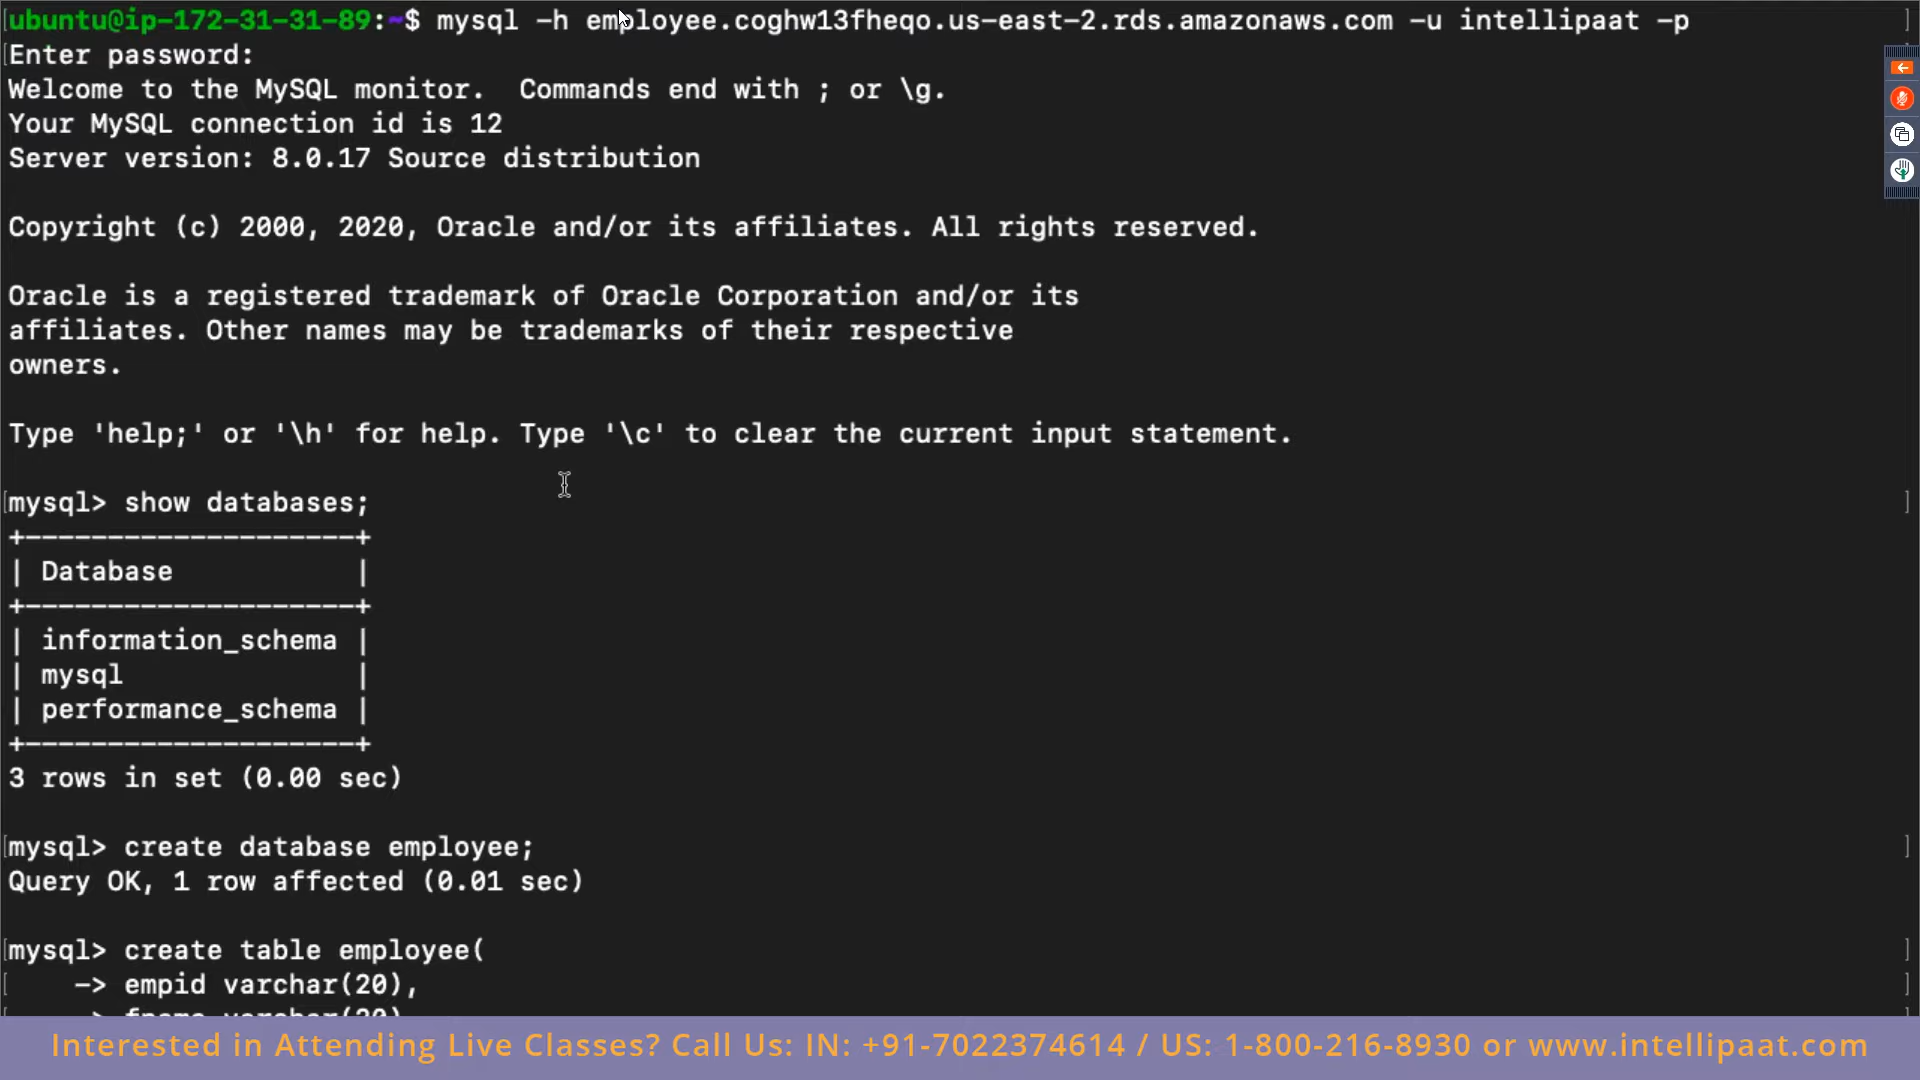 ubuntu@ip-172-31-31-89:~$ mysql -h employee.coghw13fheqo.us-east-2.rds.amazonaws.com -u intellipaat -p
Enter password:
Welcome to the MySQL monitor.  Commands end with ; or \g.
Your MySQL connection id is 12
Server version: 8.0.17 Source distribution
Copyright (c) 2000, 2020, Oracle and/or its affiliates. All rights reserved.
Oracle is a registered trademark of Oracle Corporation and/or its
affiliates. Other names may be trademarks of their respective
owners.
Type 'help;' or '\h' for help. Type '\c' to clear the current input statement.
mysql> show databases;
+--------------------+
| Database           |
+--------------------+
| information_schema |
| mysql              |
| performance_schema |
+--------------------+
3 rows in set (0.00 sec)
mysql> create database employee;
Query OK, 1 row affected (0.01 sec)
mysql> create table employee(
    -> empid varchar(20),
    -> fname varchar(20)
Interested in Attending Live Classes? Call Us: IN: +91-7022374614 / US: 1-800-216-8930 or www.intellipaat.com